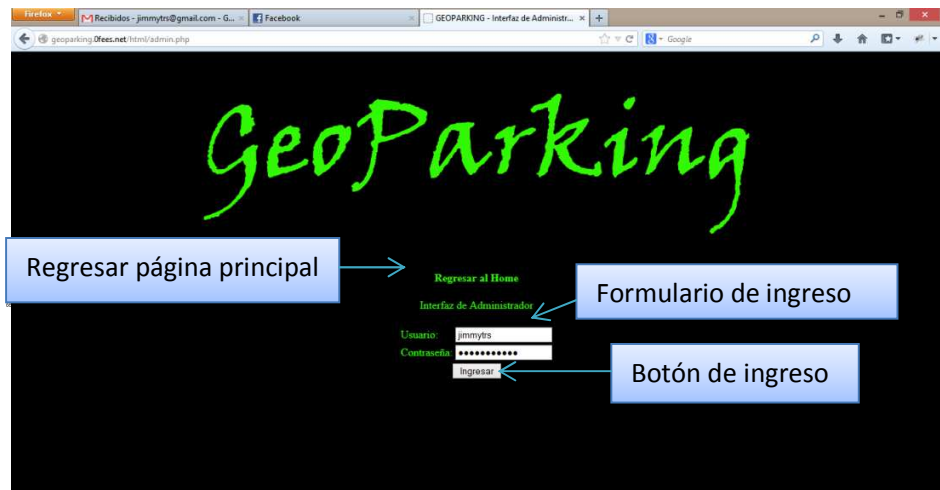 Firefox
Recibidos - jimmytrs@gmail.com - G...
Facebook
GEOPARKING - Interfaz de Administr...
geoparking.0fees.net/html/admin.php
Google
GeoParking
Regresar página principal
Regresar al Home
Interfaz de Administrador
Formulario de ingreso
Usuario: jimmytrs
Contraseña: •••••••••••
Ingresar
Botón de ingreso